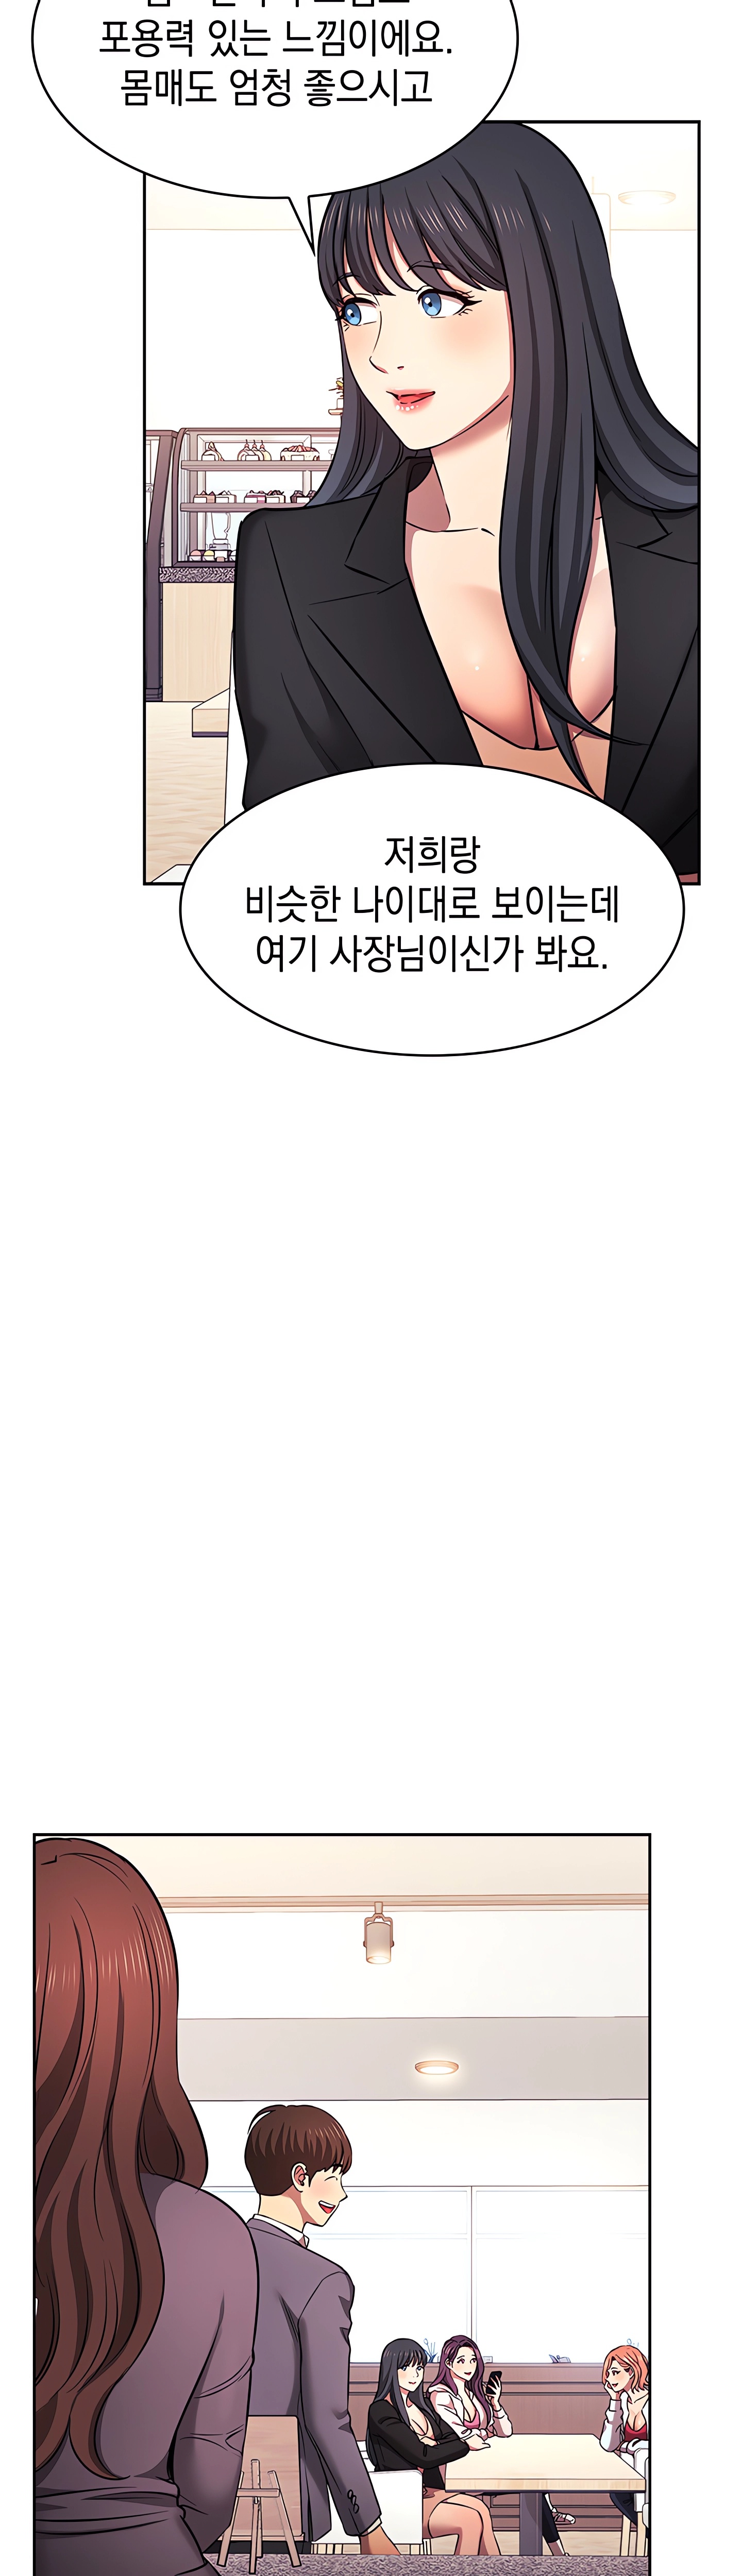 포용력 있는 느낌이에요.
몸매도 엄청 좋으시고
저희랑
비슷한 나이대로 보이는데
여기 사장님이신가 봐요.